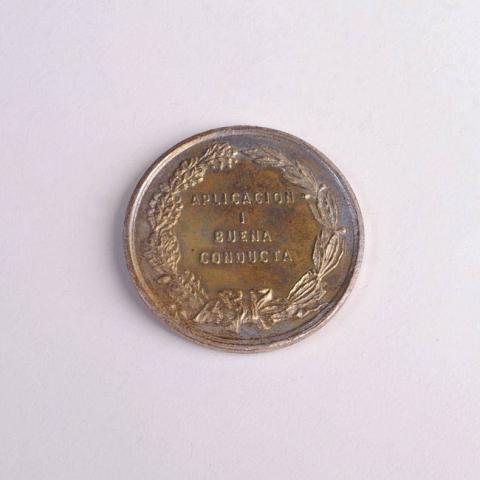 APLICACION
I
BUENA
CONDUCTA